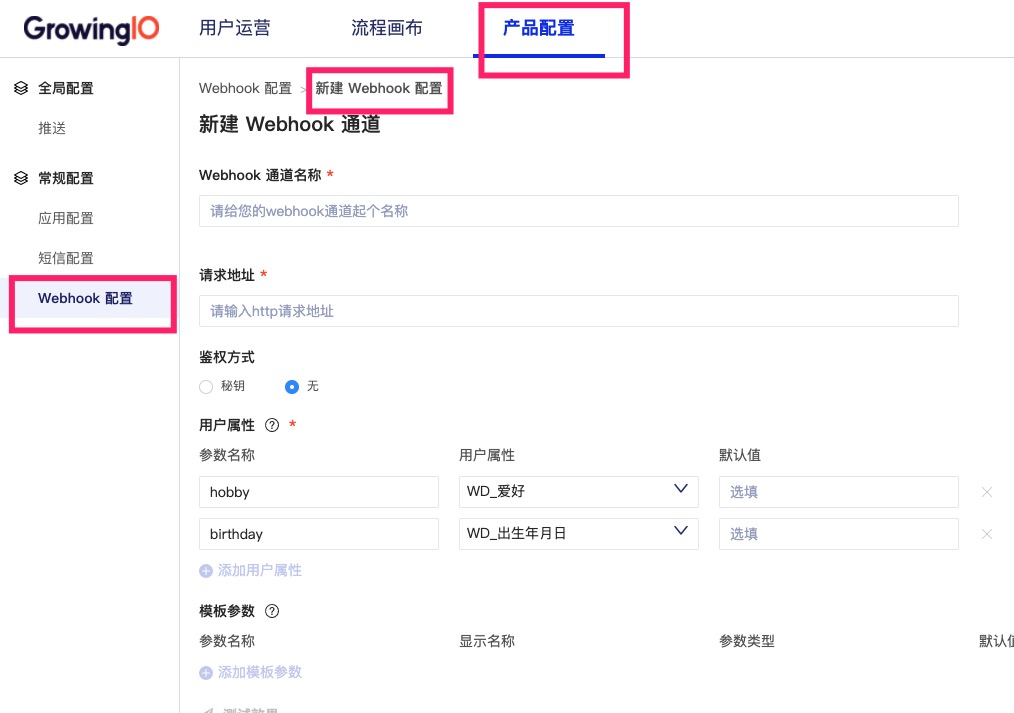 GrowingIO 用户运营 流程画布 产品配置
全局配置
推送
常规配置
应用配置
短信配置
Webhook 配置
Webhook 配置 > 新建 Webhook 配置
新建 Webhook 通道
Webhook 通道名称 *
请给您的webhook通道起个名称
请求地址 *
请输入http请求地址
鉴权方式
秘钥 无
用户属性 ? *
参数名称 用户属性 默认值
hobby WD_爱好 选填
birthday WD_出生年月日 选填
添加用户属性
模板参数 ?
参数名称 显示名称 参数类型 默认值
添加模板参数
测试效果